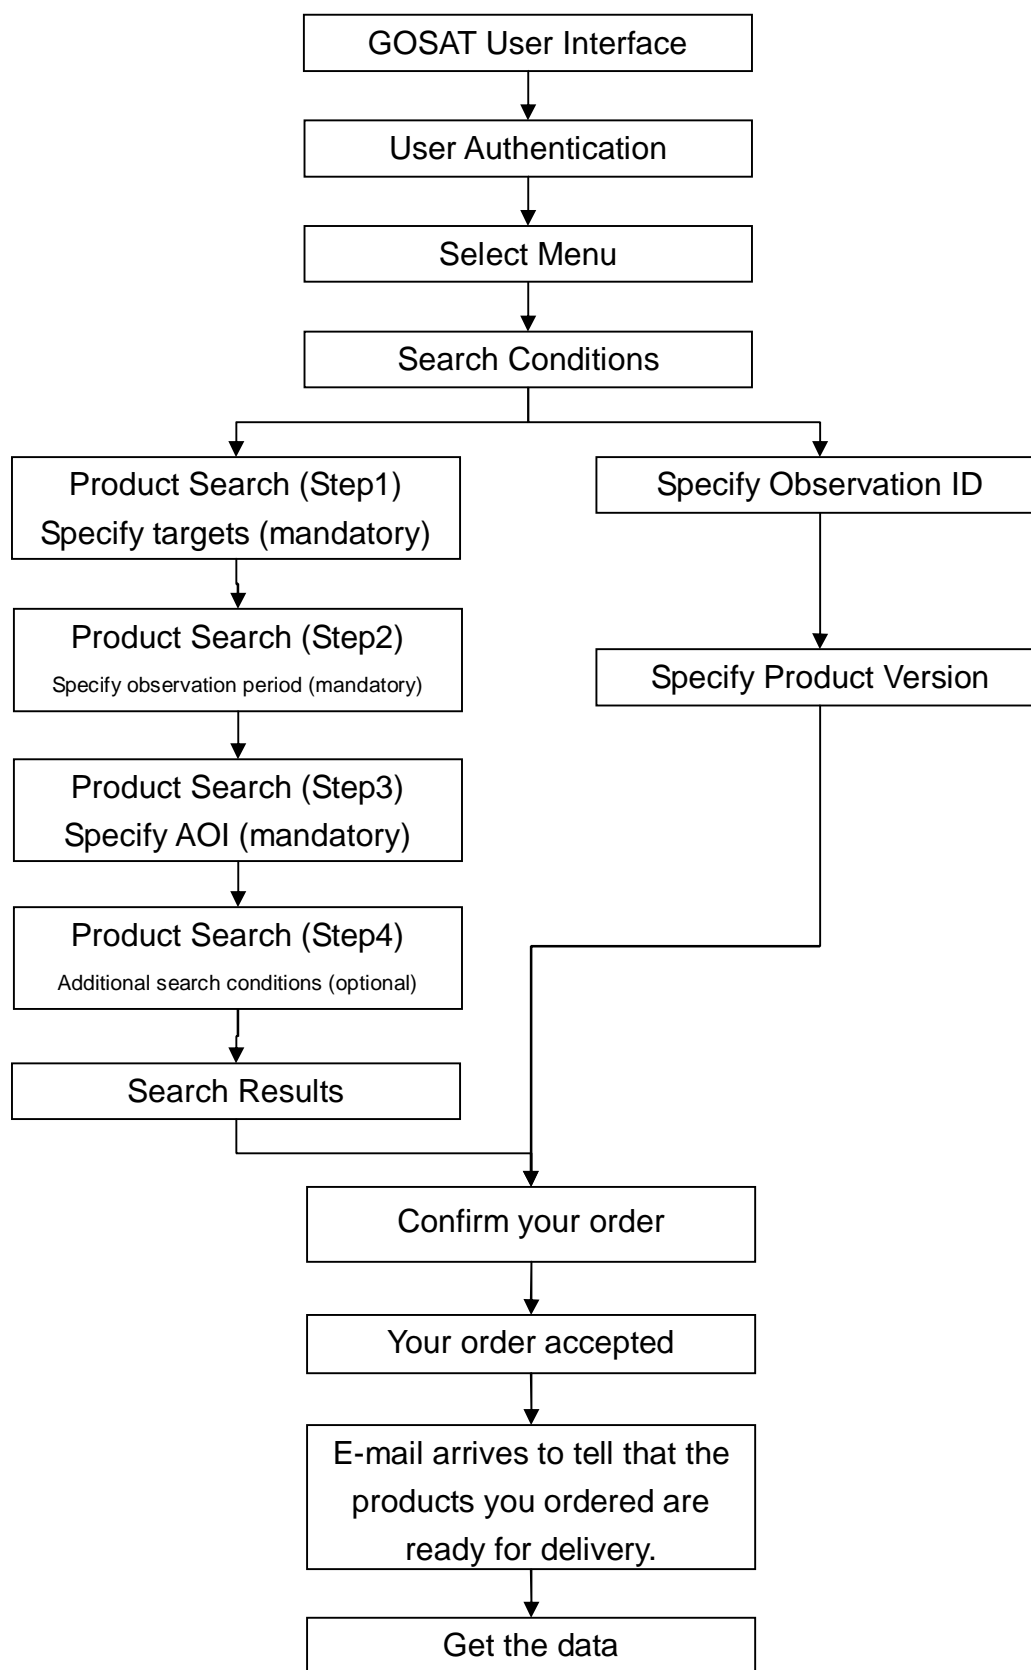 GOSAT User Interface
User Authentication
Select Menu
Search Conditions
Product Search (Step1)
Specify targets (mandatory)
Product Search (Step2)
Specify observation period (mandatory)
Product Search (Step3)
Specify AOI (mandatory)
Product Search (Step4)
Additional search conditions (optional)
Search Results
Specify Observation ID
Specify Product Version
Confirm your order
Your order accepted
E-mail arrives to tell that the
products you ordered are
ready for delivery.
Get the data